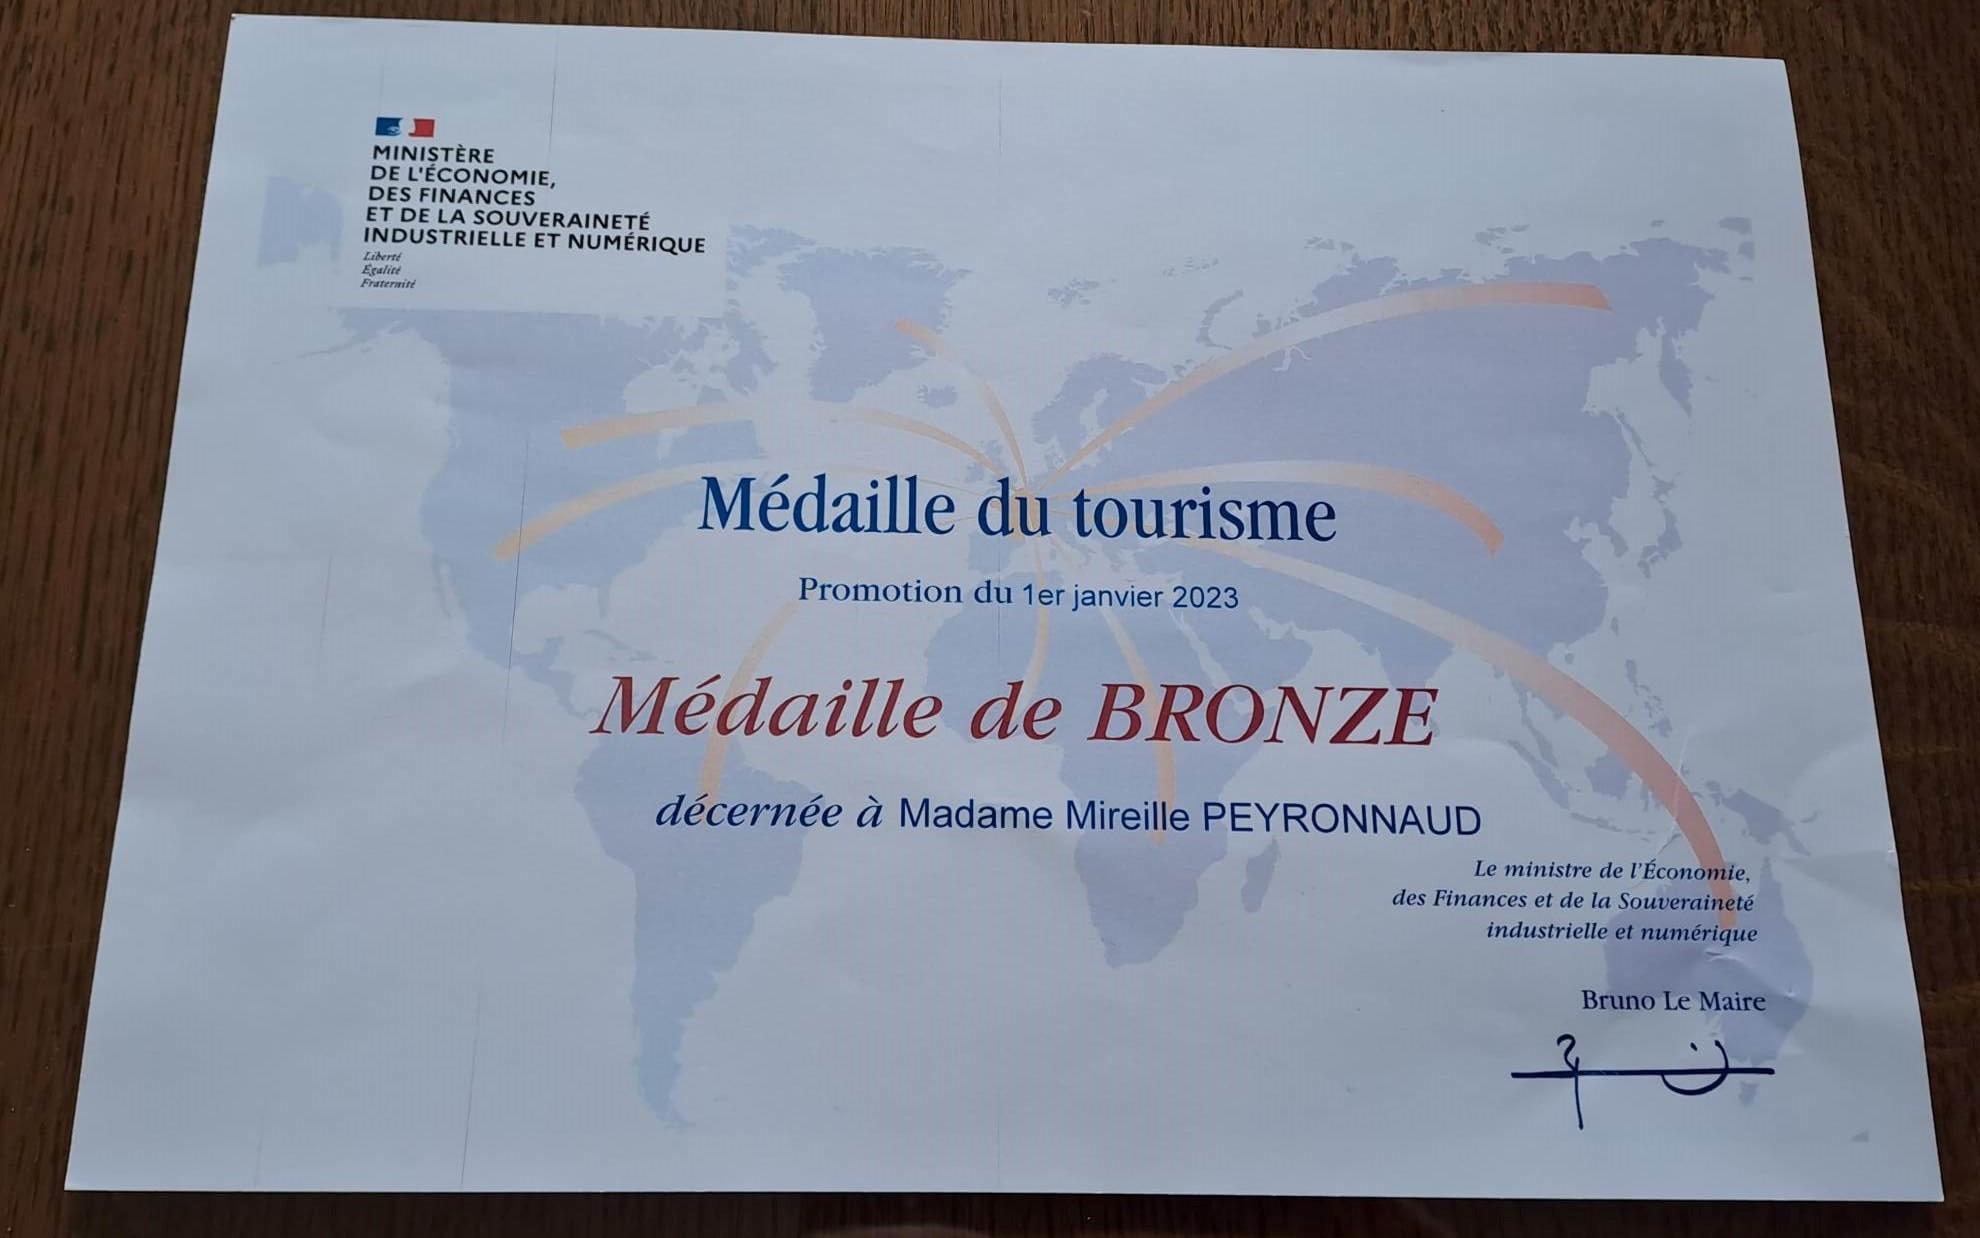 MINISTÈRE
DE L'ÉCONOMIE,
DES FINANCES
ET DE LA SOUVERAINETÉ
INDUSTRIELLE ET NUMÉRIQUE
Liberté
Égalité
Fraternité
Médaille du tourisme
Promotion du 1er janvier 2023
Médaille de BRONZE
décernée à Madame Mireille PEYRONNAUD
Le ministre de l'Économie,
des Finances et de la Souveraineté
industrielle et numérique
Bruno Le Maire